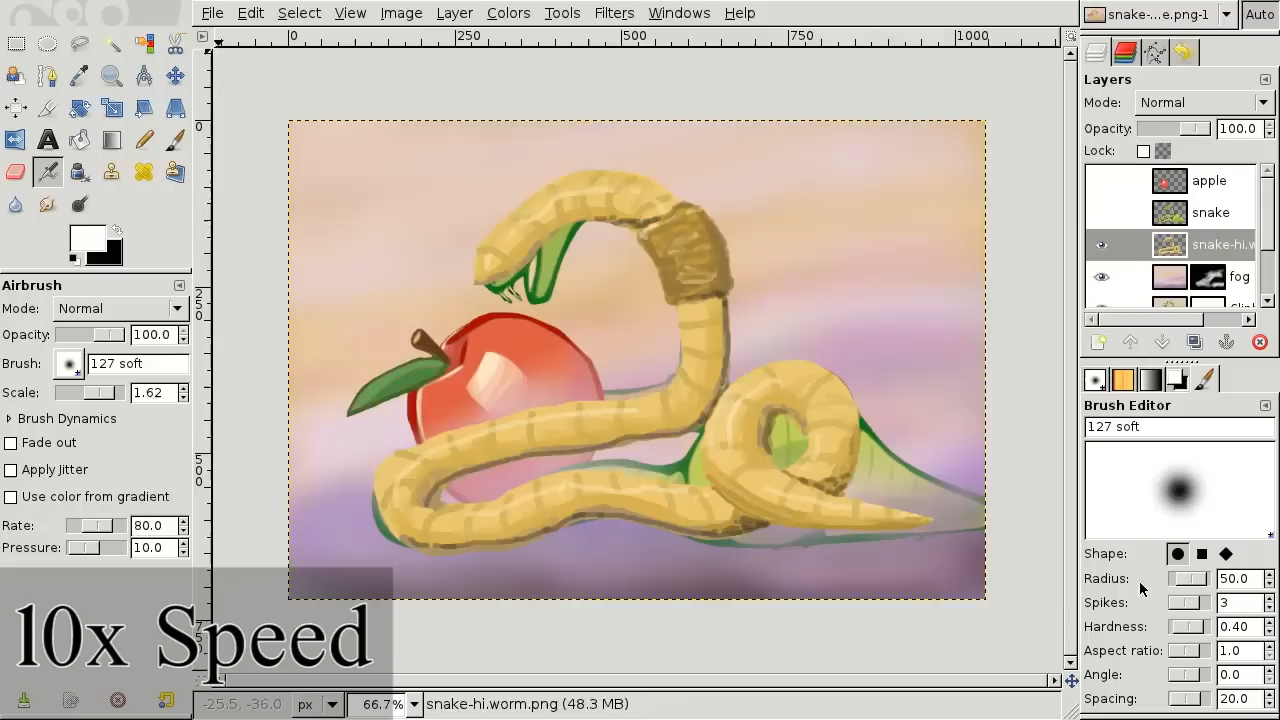 File Edit Select View Image Layer Colors Tools Filters Windows Help
snake-...e.png-1 Auto
0 250 500 750 1000
Layers
Mode: Normal
Opacity: 100.0
Lock:
apple
snake
snake-hi.w
fog
0
250
500
Airbrush
Mode: Normal
Opacity: 100.0
Brush: 127 soft
Scale: 1.62
Brush Dynamics
Fade out
Apply Jitter
Use color from gradient
Rate: 80.0
Pressure: 10.0
10x Speed
Brush Editor
127 soft
Shape:
Radius: 50.0
Spikes: 3
Hardness: 0.40
Aspect ratio: 1.0
Angle: 0.0
Spacing: 20.0
-25.5, -36.0 px 66.7% snake-hi.worm.png (48.3 MB)